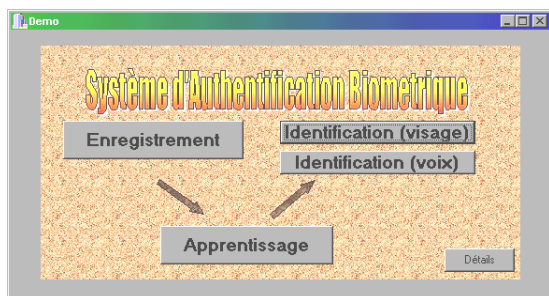 Demo
Système d'Authentification Biometrique
Enregistrement
Identification (visage)
Identification (voix)
Apprentissage
Détails